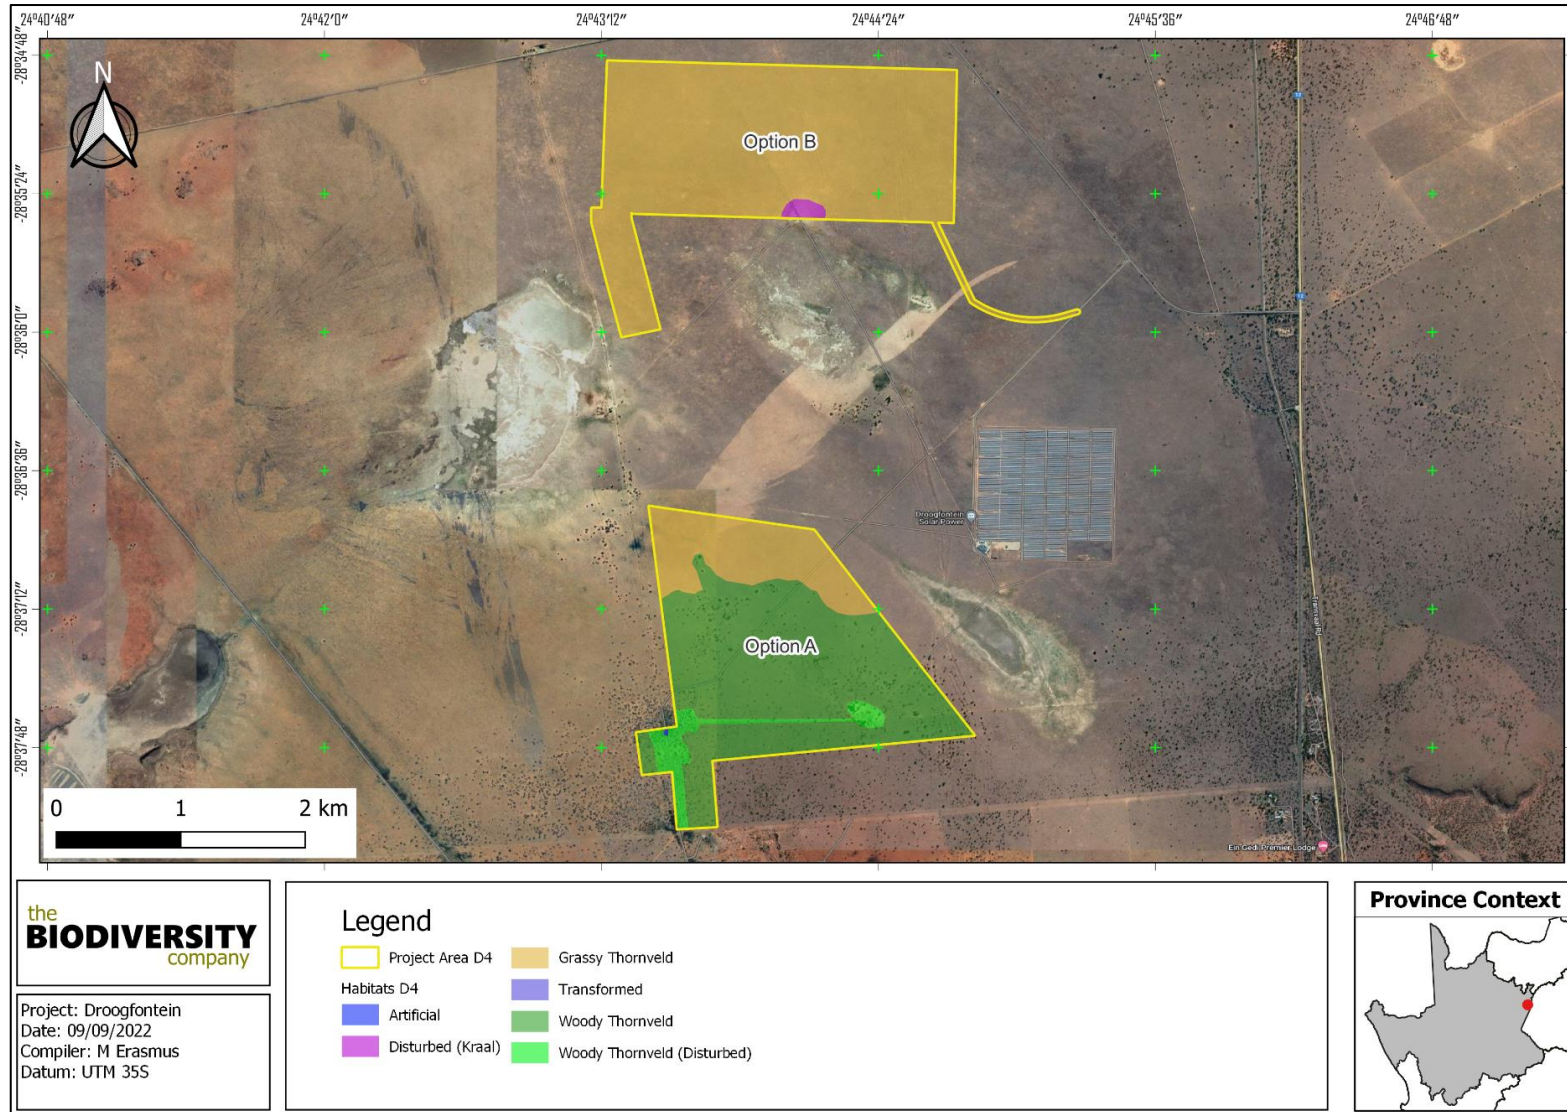 24°40'48" 24°42'0" 24°43'12" 24°44'24" 24°45'36" 24°46'48"
-28°34'48"
-28°35'24"
-28°36'0"
-28°36'36"
-28°37'12"
-28°37'48"
N
Option B
12
12
Droogfontein
Solar Power
Option A
Ein Gedi Premier Lodge
0 1 2 km
the
BIODIVERSITY
company
Project: Droogfontein
Date: 09/09/2022
Compiler: M Erasmus
Datum: UTM 35S
Legend
Project Area D4
Habitats D4
Artificial
Disturbed (Kraal)
Grassy Thornveld
Transformed
Woody Thornveld
Woody Thornveld (Disturbed)
Province Context